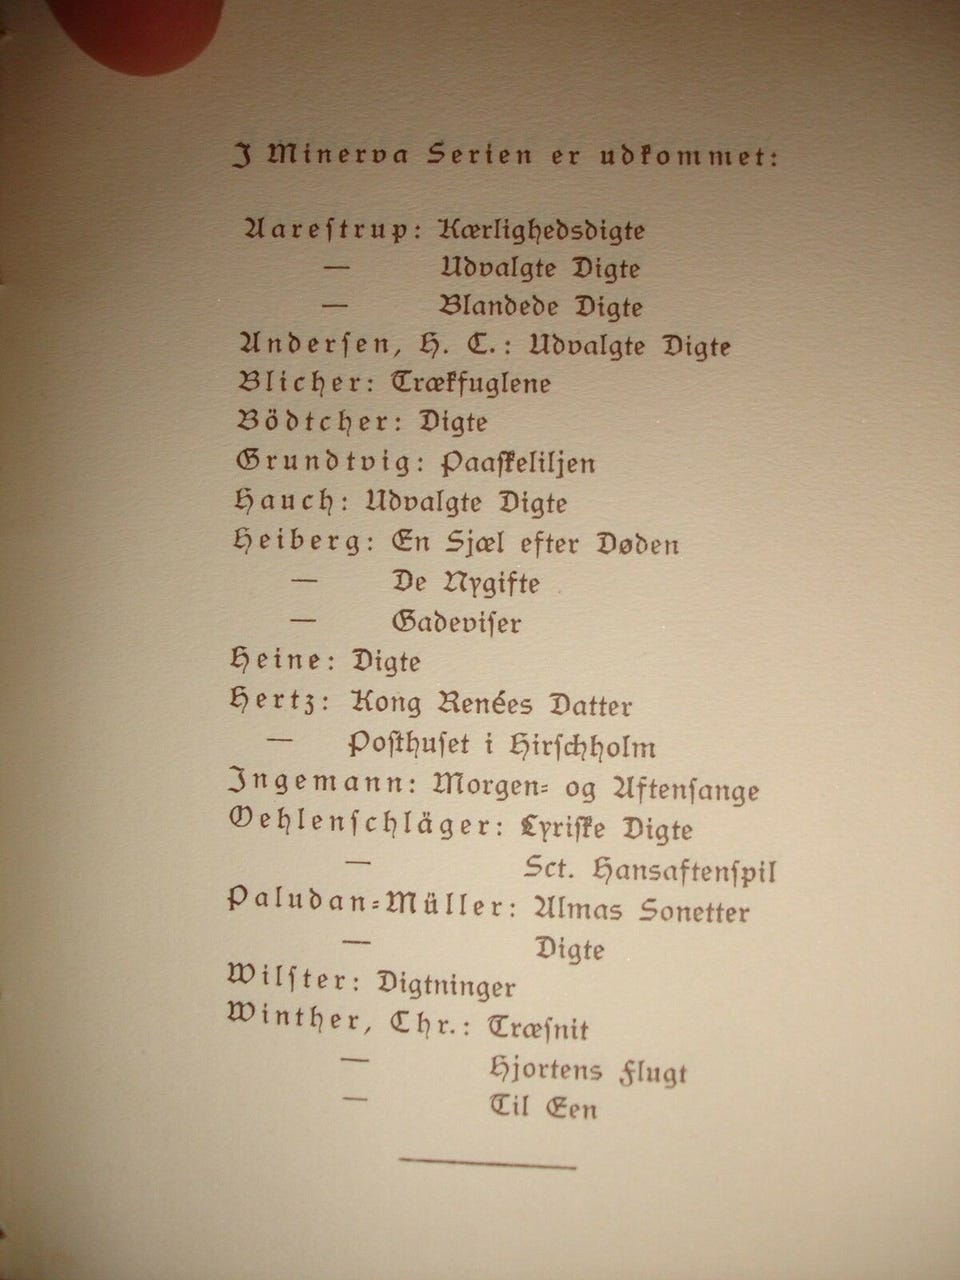 I Minerva Serien er udkommet:
Aarestrup: Kærlighedsdigte
— Udvalgte Digte
— Blandede Digte
Andersen, H. C.: Udvalgte Digte
Blicher: Trækfuglene
Bödtcher: Digte
Grundtvig: Paaskeliljen
Hauch: Udvalgte Digte
Heiberg: En Sjæl efter Døden
— De Nygifte
— Gadeviser
Heine: Digte
Hertz: Kong Renées Datter
— Posthuset i Hirschholm
Ingemann: Morgen- og Aftensange
Oehlenschläger: Lyriske Digte
— Sct. Hansaftenspil
Paludan-Müller: Almas Sonetter
— Digte
Wilster: Digtninger
Winther, Chr.: Træsnit
— Hjortens Flugt
— Til Een